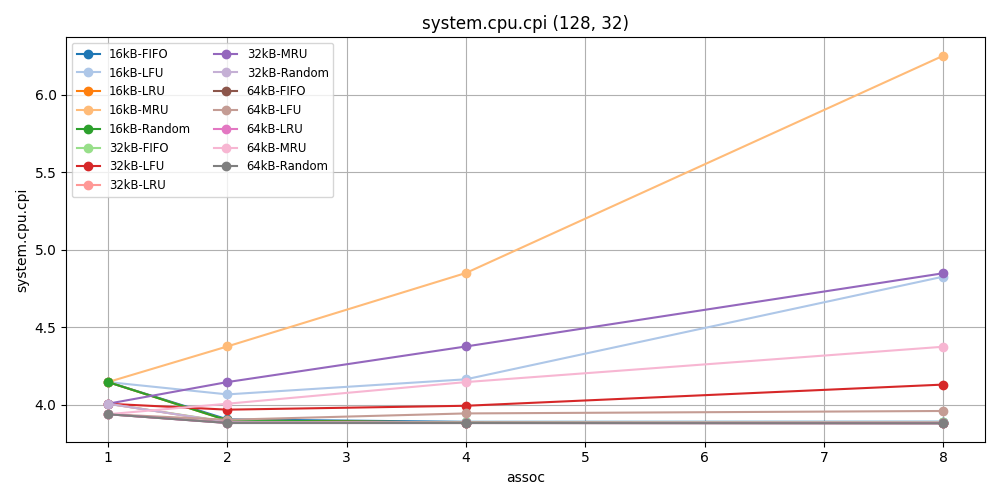 system.cpu.cpi (128, 32)
16kB-FIFO
16kB-LFU
16kB-LRU
16kB-MRU
16kB-Random
32kB-FIFO
32kB-LFU
32kB-LRU
32kB-MRU
32kB-Random
64kB-FIFO
64kB-LFU
64kB-LRU
64kB-MRU
64kB-Random
system.cpu.cpi
6.0
5.5
5.0
4.5
4.0
1 2 3 4 5 6 7 8
assoc